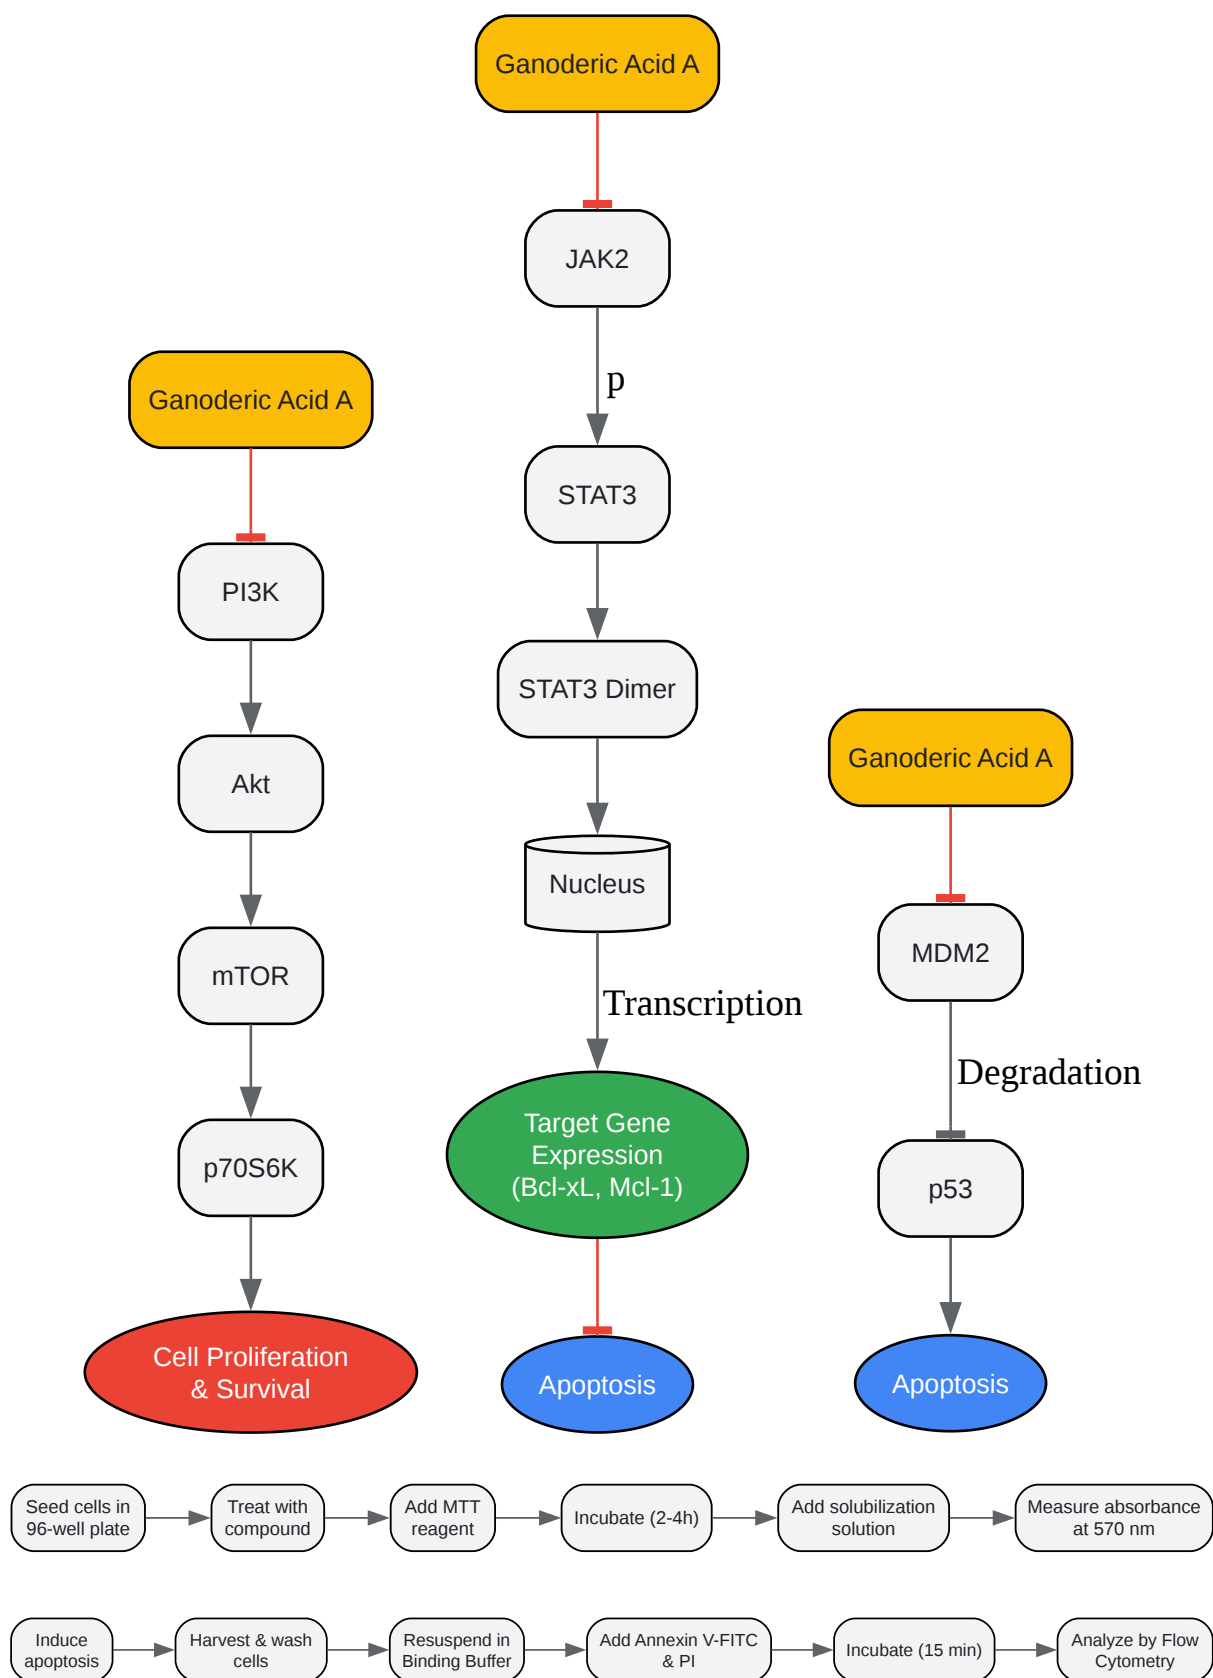 Ganoderic Acid A
PI3K
Akt
mTOR
p70S6K
Cell Proliferation
& Survival
Ganoderic Acid A
JAK2
p
STAT3
STAT3 Dimer
Nucleus
Transcription
Target Gene
Expression
(Bcl-xL, Mcl-1)
Apoptosis
Ganoderic Acid A
MDM2
Degradation
p53
Apoptosis
Seed cells in
96-well plate
Treat with
compound
Add MTT
reagent
Incubate (2-4h)
Add solubilization
solution
Measure absorbance
at 570 nm
Induce
apoptosis
Harvest & wash
cells
Resuspend in
Binding Buffer
Add Annexin V-FITC
& PI
Incubate (15 min)
Analyze by Flow
Cytometry